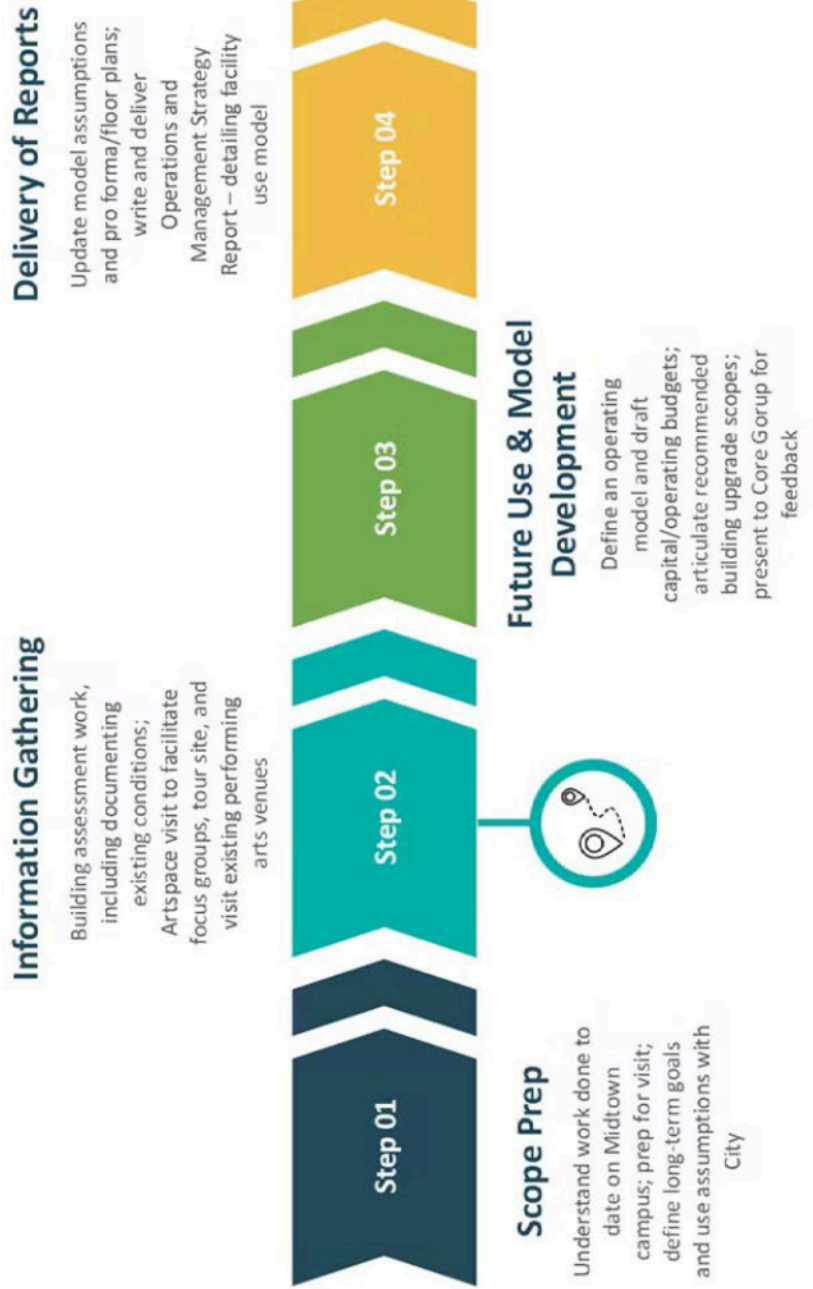 Step 01
Scope Prep
Understand work done to
date on Midtown
campus; prep for visit;
define long-term goals
and use assumptions with
City
Step 02
Information Gathering
Building assessment work,
including documenting
existing conditions;
Artspace visit to facilitate
focus groups, tour site, and
visit existing performing
arts venues
Step 03
Future Use & Model
Development
Define an operating
model and draft
capital/operating budgets;
articulate recommended
building upgrade scopes;
present to Core Gorup for
feedback
Step 04
Delivery of Reports
Update model assumptions
and pro forma/floor plans;
write and deliver
Operations and
Management Strategy
Report – detailing facility
use model